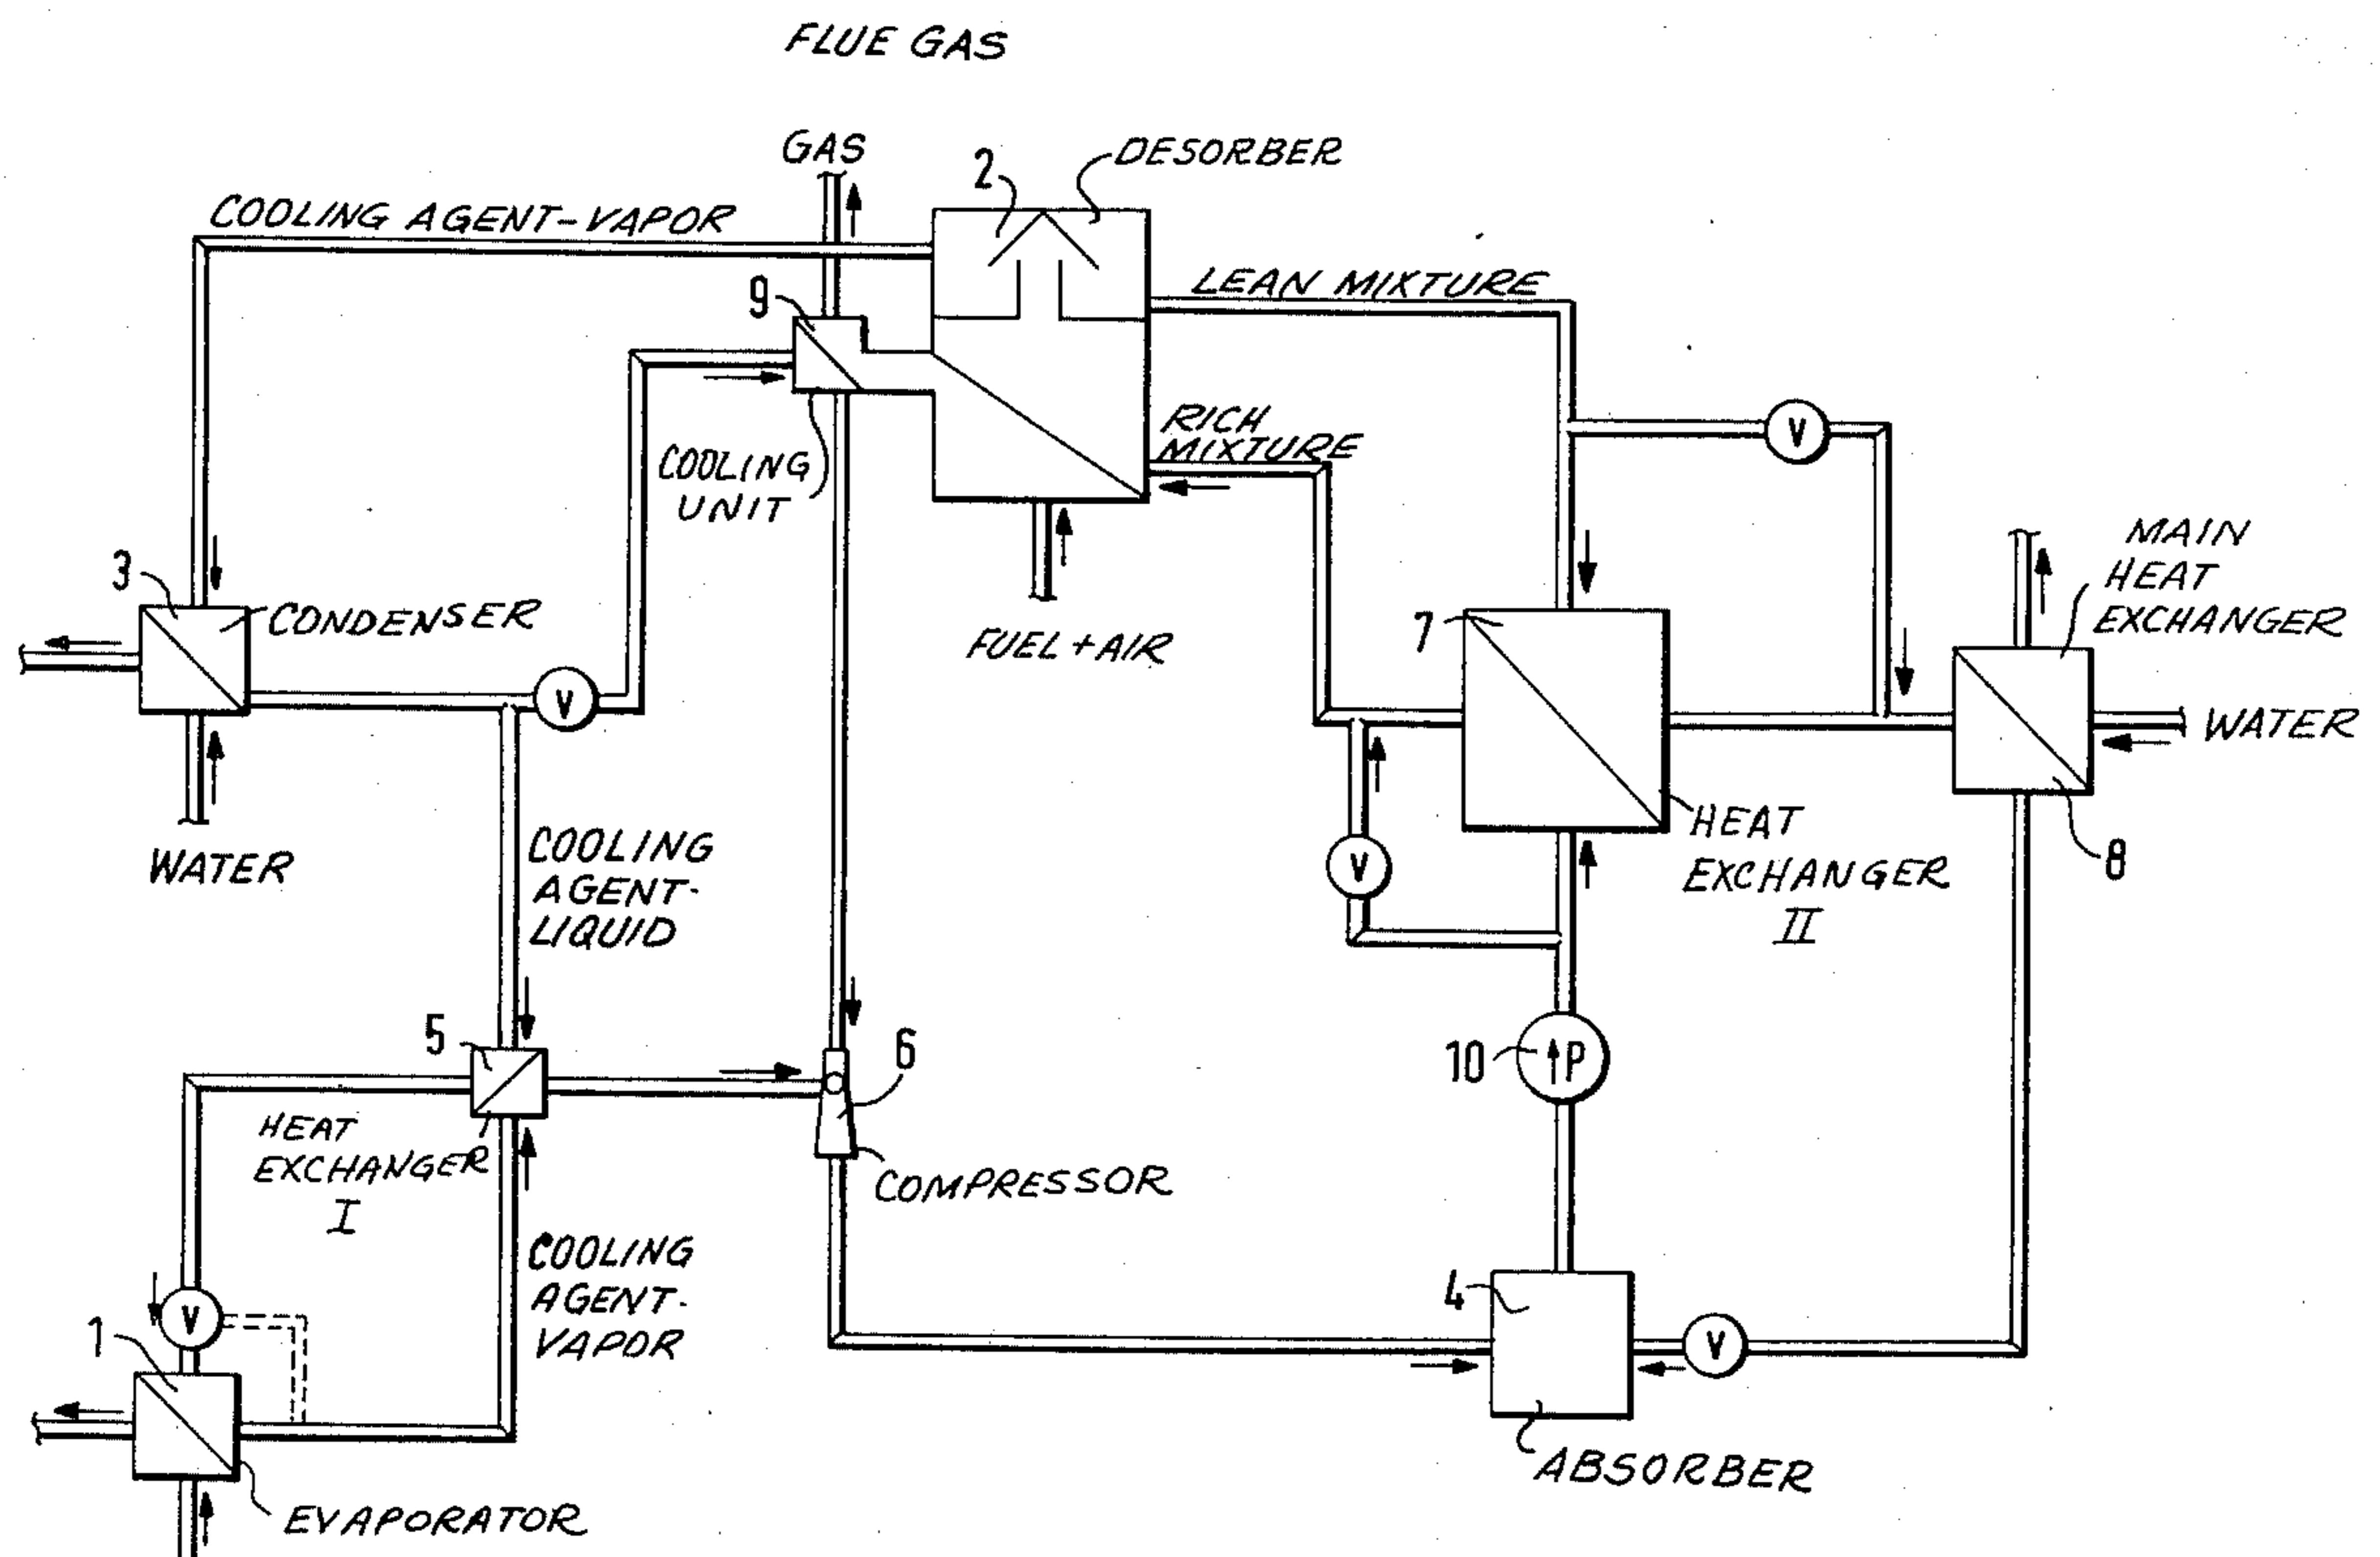 FLUE GAS
GAS
2
DESORBER
COOLING AGENT-VAPOR
9
LEAN MIXTURE
V
RICH
MIXTURE
COOLING
UNIT
MAIN
HEAT
EXCHANGER
3
CONDENSER
FUEL + AIR
7
V
WATER
WATER
COOLING
AGENT-
LIQUID
HEAT
EXCHANGER
II
V
8
5
6
10
P
HEAT
EXCHANGER
I
COMPRESSOR
COOLING
AGENT-
VAPOR
4
V
1
V
ABSORBER
EVAPORATOR